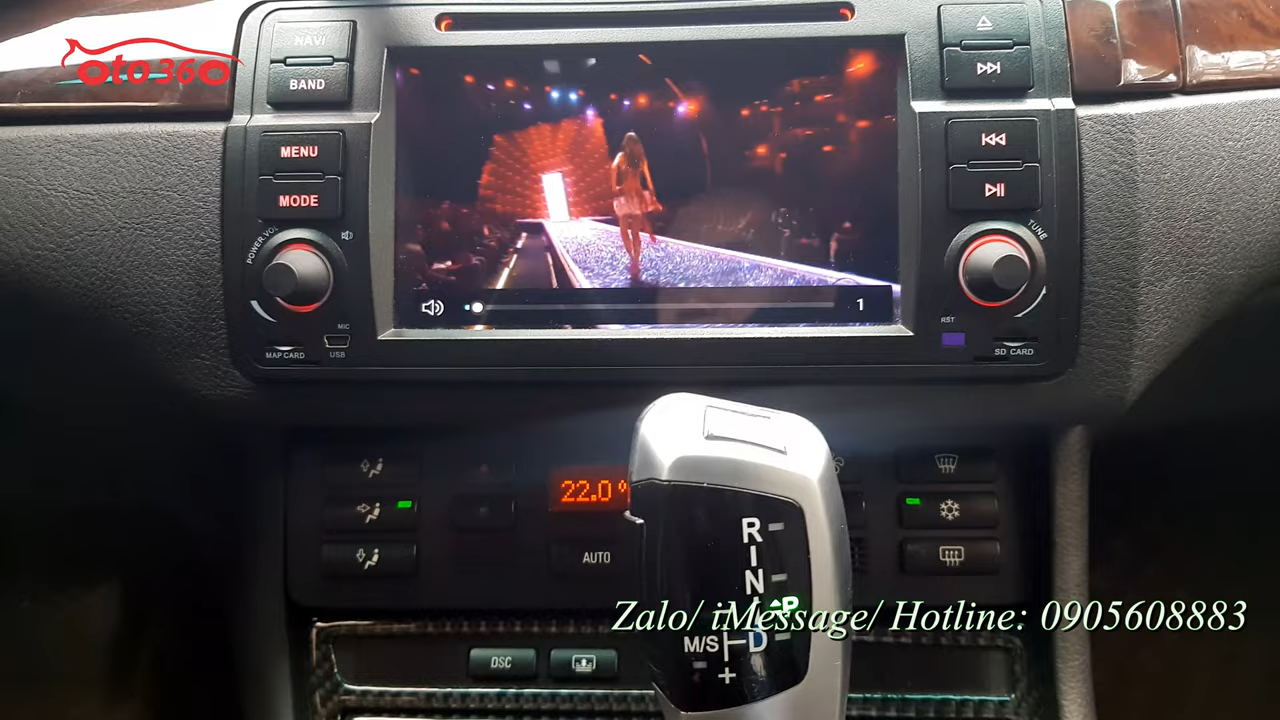 oto360
NAVI
BAND
MENU
MODE
POWER VOL
MIC
USB
MAP CARD
1
TUNE
RST
SD CARD
22.0 °
AUTO
R
N
P
Zalo/ iMessage/ Hotline: 0905608883
M/S
D
+
DSC